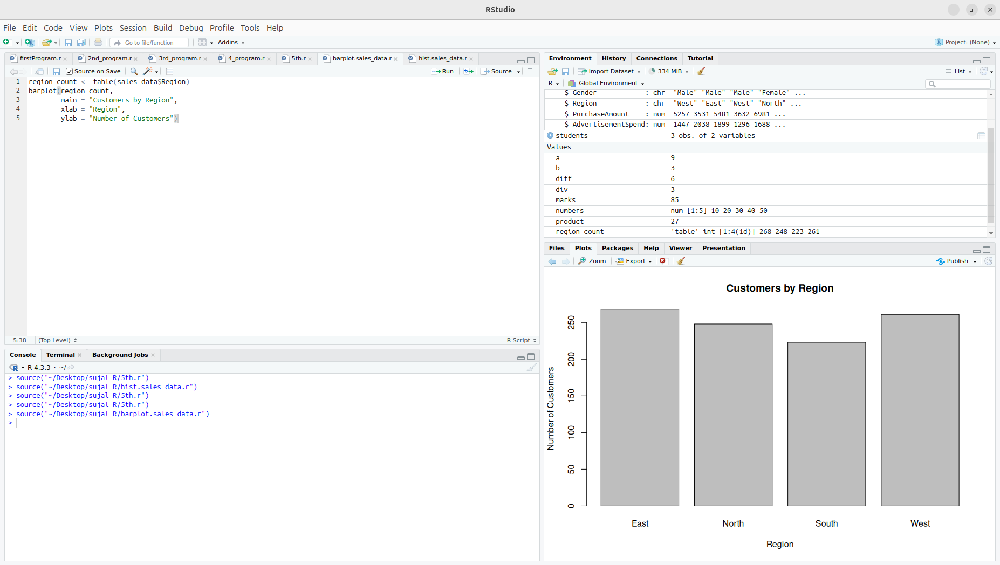 RStudio
File Edit Code View Plots Session Build Debug Profile Tools Help
Go to file/function Addins Project: (None)
firstProgram.r 2nd_program.r 3rd_program.r 4_program.r 5th.r barplot.sales_data.r hist.sales_data.r
Source on Save Run Source
1 region_count <- table(sales_data$Region)
2 barplot(region_count,
3 main = "Customers by Region",
4 xlab = "Region",
5 ylab = "Number of Customers")
5:38 (Top Level) R Script
Console Terminal Background Jobs
R 4.3.3 · ~/
> source("~/Desktop/sujal R/5th.r")
> source("~/Desktop/sujal R/hist.sales_data.r")
> source("~/Desktop/sujal R/5th.r")
> source("~/Desktop/sujal R/5th.r")
> source("~/Desktop/sujal R/barplot.sales_data.r")
>
Environment History Connections Tutorial
Import Dataset 334 MiB List
R Global Environment
$ Gender : chr "Male" "Male" "Male" "Female" ...
$ Region : chr "West" "East" "West" "North" ...
$ PurchaseAmount : num 5257 3531 5481 3632 6981 ...
$ AdvertisementSpend: num 1447 2038 1899 1296 1688 ...
students 3 obs. of 2 variables
Values
a 9
b 3
diff 6
div 3
marks 85
numbers num [1:5] 10 20 30 40 50
product 27
region_count 'table' int [1:4(1d)] 268 248 223 261
Files Plots Packages Help Viewer Presentation
Zoom Export Publish
Customers by Region
Number of Customers
250
200
150
100
50
0
East North South West
Region